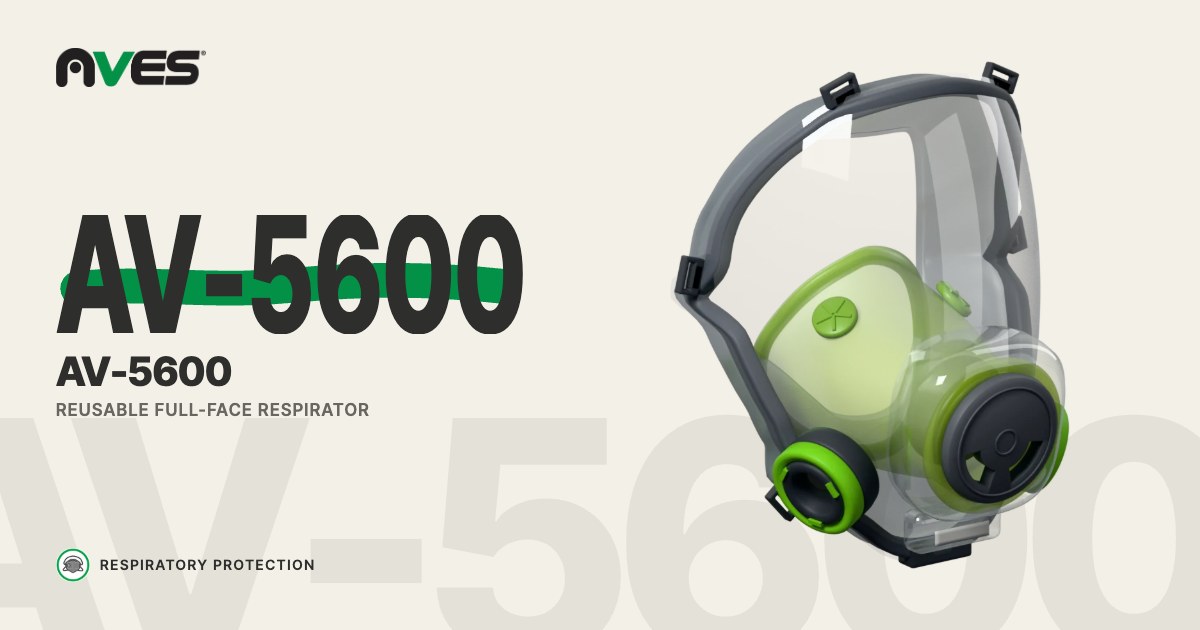 AVES®
AV-5600
AV-5600
REUSABLE FULL-FACE RESPIRATOR
AV-5600
RESPIRATORY PROTECTION